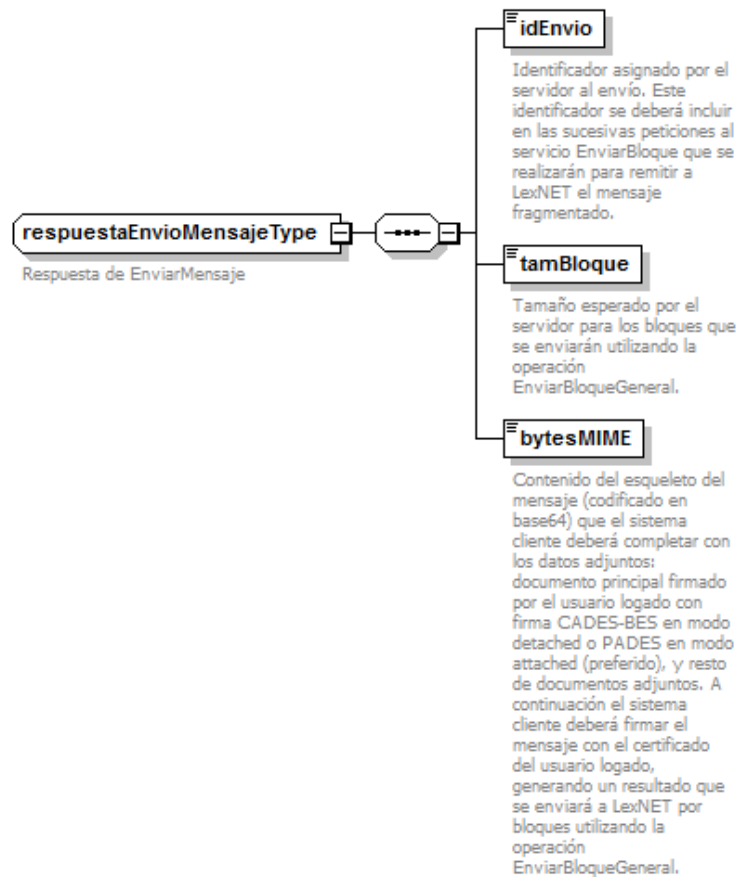 idEnvio
Identificador asignado por el
servidor al envío. Este
identificador se deberá incluir
en las sucesivas peticiones al
servicio EnviarBloque que se
realizarán para remitir a
LexNET el mensaje
fragmentado.
respuestaEnvioMensajeType
Respuesta de EnviarMensaje
tamBloque
Tamaño esperado por el
servidor para los bloques que
se enviarán utilizando la
operación
EnviarBloqueGeneral.
bytesMIME
Contenido del esqueleto del
mensaje (codificado en
base64) que el sistema
cliente deberá completar con
los datos adjuntos:
documento principal firmado
por el usuario logado con
firma CADES-BES en modo
detached o PADES en modo
attached (preferido), y resto
de documentos adjuntos. A
continuación el sistema
cliente deberá firmar el
mensaje con el certificado
del usuario logado,
generando un resultado que
se enviará a LexNET por
bloques utilizando la
operación
EnviarBloqueGeneral.